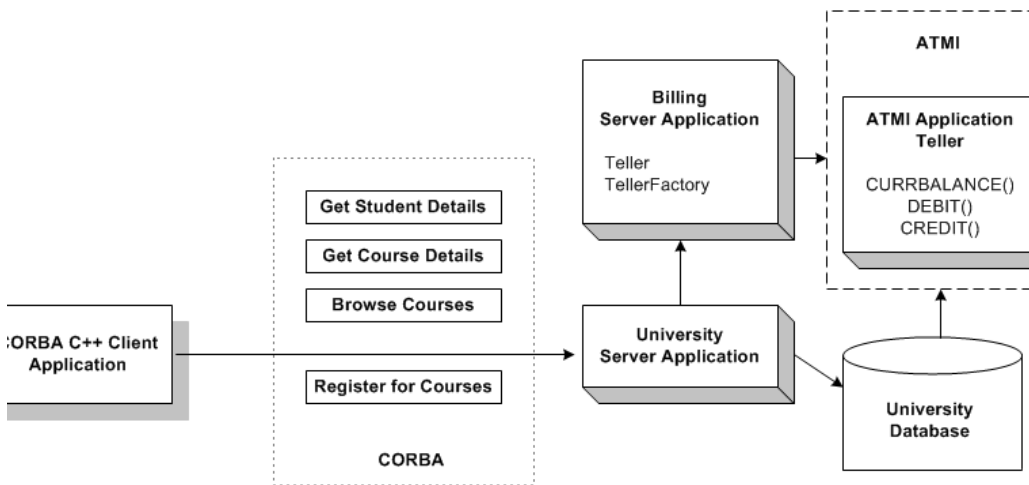 ATMI
Billing
Server Application
Teller
TellerFactory
ATMI Application
Teller
CURRBALANCE()
DEBIT()
CREDIT()
Get Student Details
Get Course Details
Browse Courses
Register for Courses
CORBA
CORBA C++ Client
Application
University
Server Application
University
Database